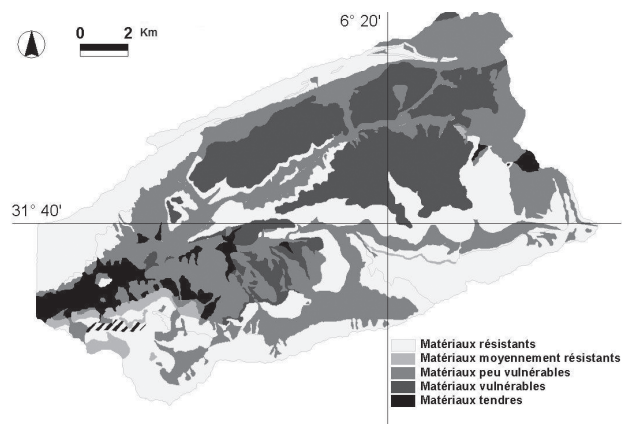 6° 20'
0 2 Km
31° 40'
Matériaux résistants
Matériaux moyennement résistants
Matériaux peu vulnérables
Matériaux vulnérables
Matériaux tendres